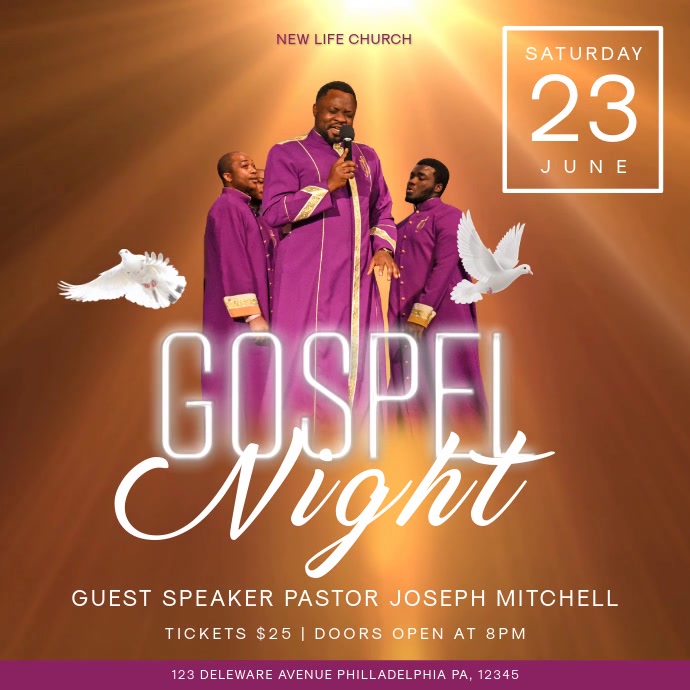 NEW LIFE CHURCH
SATURDAY
23
JUNE
GOSPEL
Night
GUEST SPEAKER PASTOR JOSEPH MITCHELL
TICKETS $25 | DOORS OPEN AT 8PM
123 DELEWARE AVENUE PHILLADELPHIA PA, 12345